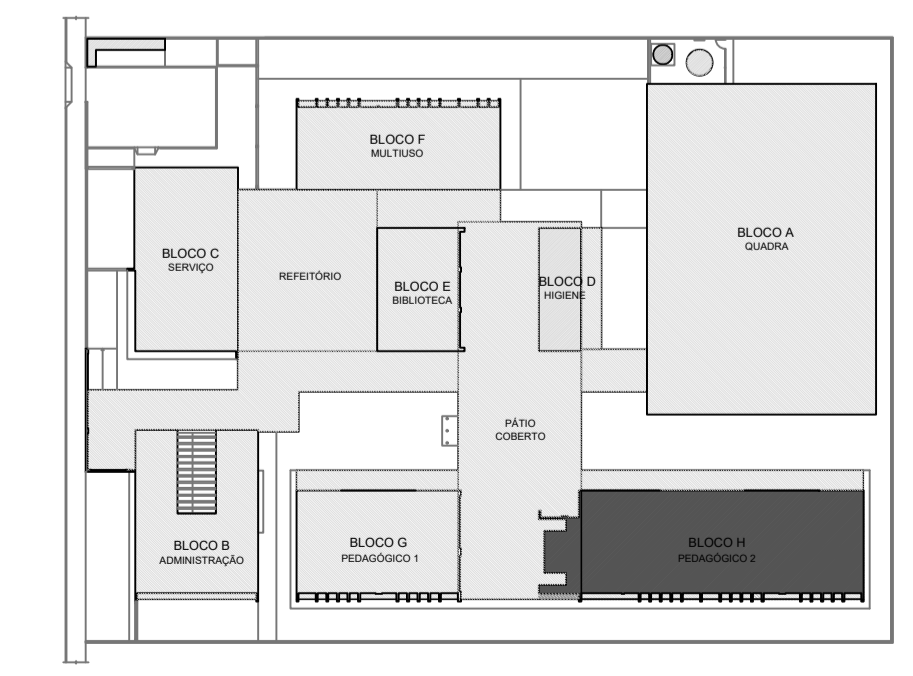 BLOCO F
MULTIUSO
BLOCO A
QUADRA
BLOCO C
SERVIÇO
REFEITÓRIO
BLOCO E
BIBLIOTECA
BLOCO D
HIGIENE
PÁTIO
COBERTO
BLOCO B
ADMINISTRAÇÃO
BLOCO G
PEDAGÓGICO 1
BLOCO H
PEDAGÓGICO 2